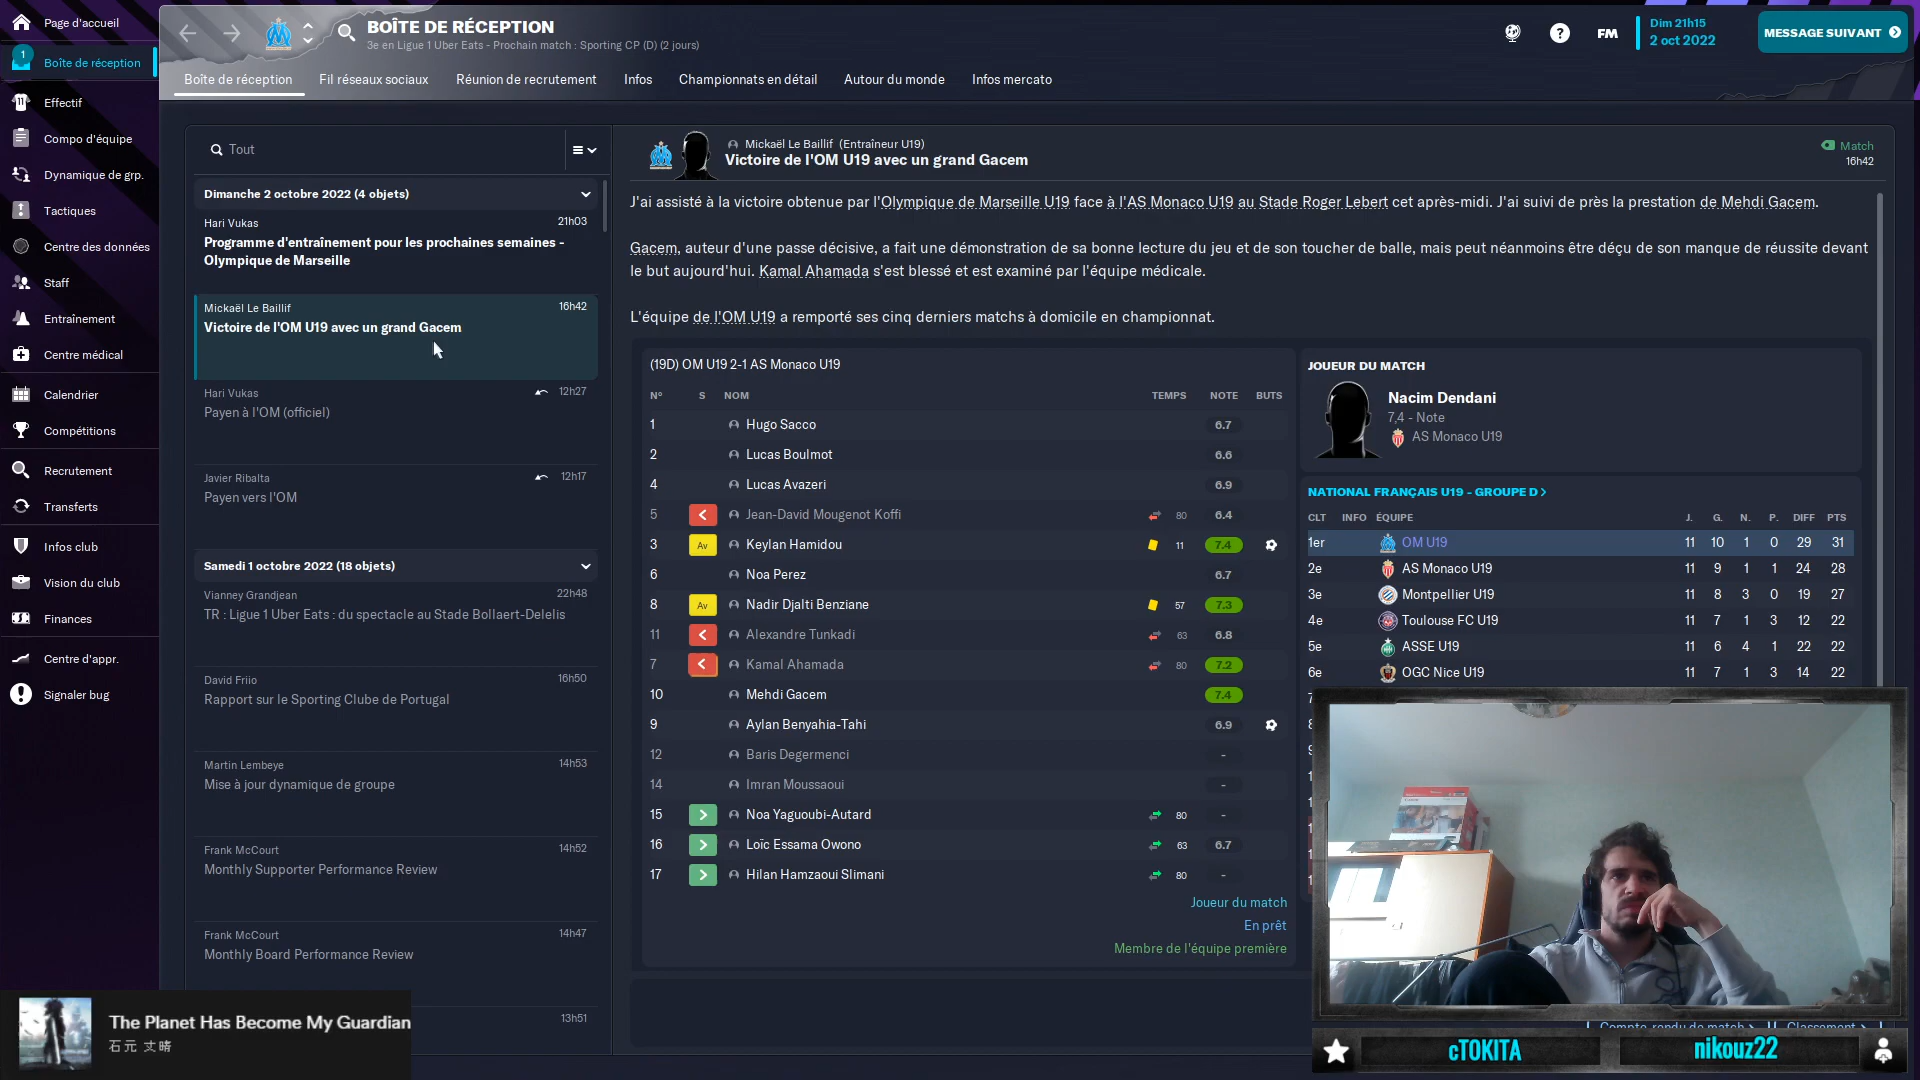 Page d'accueil
1
Boîte de réception
Effectif
Compo d'équipe
Dynamique de grp.
Tactiques
Centre des données
Staff
Entraînement
Centre médical
Calendrier
Compétitions
Recrutement
Transferts
Infos club
Vision du club
Finances
Centre d'appr.
Signaler bug
BOÎTE DE RÉCEPTION
3e en Ligue 1 Uber Eats - Prochain match : Sporting CP (D) (2 jours)
FM
Dim 21h15
2 oct 2022
MESSAGE SUIVANT
Boîte de réception
Fil réseaux sociaux
Réunion de recrutement
Infos
Championnats en détail
Autour du monde
Infos mercato
Tout
Dimanche 2 octobre 2022 (4 objets)
Hari Vukas 21h03
Programme d'entraînement pour les prochaines semaines -
Olympique de Marseille
Mickaël Le Baillif 16h42
Victoire de l'OM U19 avec un grand Gacem
Hari Vukas 12h27
Payen à l'OM (officiel)
Javier Ribalta 12h17
Payen vers l'OM
Samedi 1 octobre 2022 (18 objets)
Vianney Grandjean 22h48
TR : Ligue 1 Uber Eats : du spectacle au Stade Bollaert-Delelis
David Friio 16h50
Rapport sur le Sporting Clube de Portugal
Martin Lembeye 14h53
Mise à jour dynamique de groupe
Frank McCourt 14h52
Monthly Supporter Performance Review
Frank McCourt 14h47
Monthly Board Performance Review
13h51
Mickaël Le Baillif (Entraîneur U19)
Victoire de l'OM U19 avec un grand Gacem
Match
16h42
J'ai assisté à la victoire obtenue par l'Olympique de Marseille U19 face à l'AS Monaco U19 au Stade Roger Lebert cet après-midi. J'ai suivi de près la prestation de Mehdi Gacem.
Gacem, auteur d'une passe décisive, a fait une démonstration de sa bonne lecture du jeu et de son toucher de balle, mais peut néanmoins être déçu de son manque de réussite devant
le but aujourd'hui. Kamal Ahamada s'est blessé et est examiné par l'équipe médicale.
L'équipe de l'OM U19 a remporté ses cinq derniers matchs à domicile en championnat.
(19D) OM U19 2-1 AS Monaco U19
N° S NOM TEMPS NOTE BUTS
1 Hugo Sacco 6.7
2 Lucas Boulmot 6.6
4 Lucas Avazeri 6.9
5 Jean-David Mougenot Koffi 80 6.4
3 Av Keylan Hamidou 11 7.4
6 Noa Perez 6.7
8 Av Nadir Djalti Benziane 57 7.3
11 Alexandre Tunkadi 63 6.8
7 Kamal Ahamada 80 7.2
10 Mehdi Gacem 7.4
9 Aylan Benyahia-Tahi 6.9
12 Baris Degermenci -
14 Imran Moussaoui -
15 Noa Yaguoubi-Autard 80 -
16 Loïc Essama Owono 63 6.7
17 Hilan Hamzaoui Slimani 80 -
Joueur du match
En prêt
Membre de l'équipe première
JOUEUR DU MATCH
Nacim Dendani
7,4 - Note
AS Monaco U19
NATIONAL FRANÇAIS U19 - GROUPE D
CLT INFO ÉQUIPE J. G. N. P. DIFF PTS
1er OM U19 11 10 1 0 29 31
2e AS Monaco U19 11 9 1 1 24 28
3e Montpellier U19 11 8 3 0 19 27
4e Toulouse FC U19 11 7 1 3 12 22
5e ASSE U19 11 6 4 1 22 22
6e OGC Nice U19 11 7 1 3 14 22
Compte-rendu de match
Classement
cTOKITA
nikouz22
The Planet Has Become My Guardian
石元 丈晴